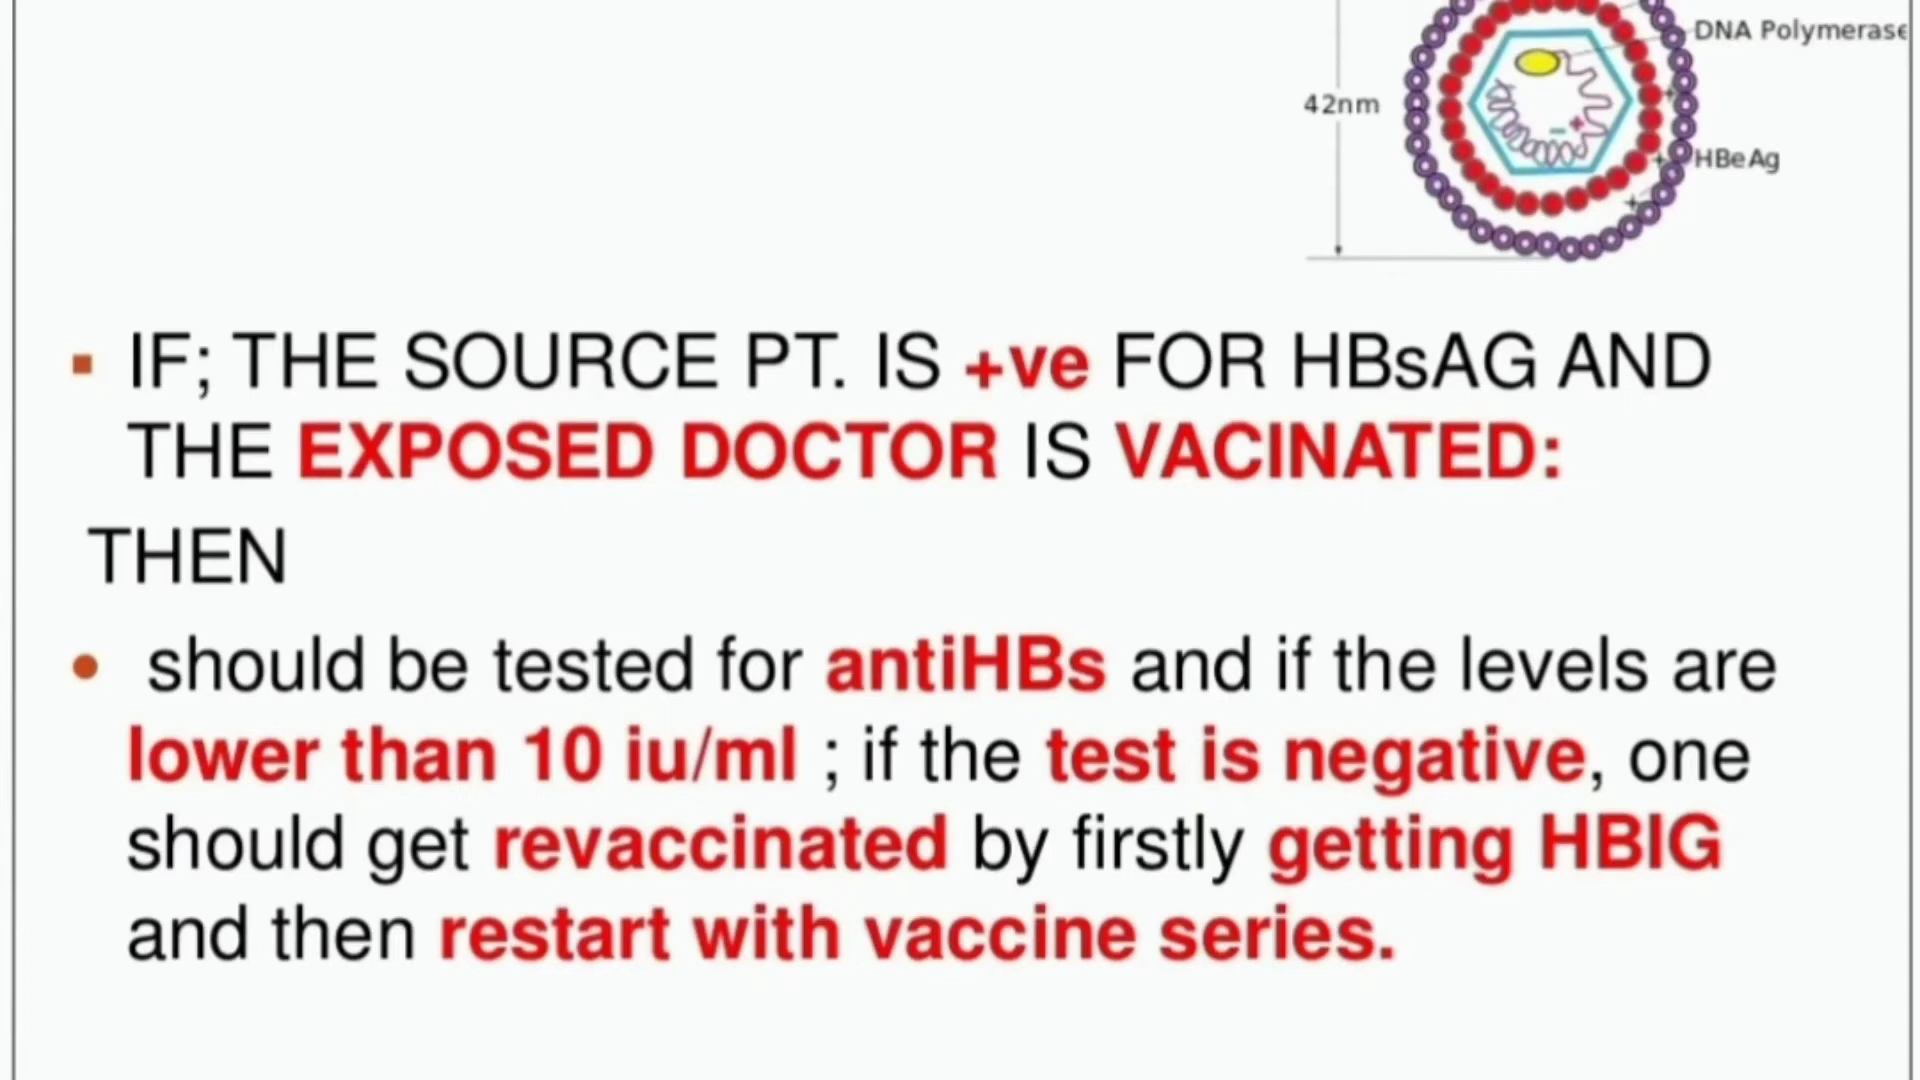 DNA Polymerase
42nm
HBeAg
IF; THE SOURCE PT. IS +ve FOR HBsAG AND
THE EXPOSED DOCTOR IS VACINATED:
THEN
should be tested for antiHBs and if the levels are
lower than 10 iu/ml ; if the test is negative, one
should get revaccinated by firstly getting HBIG
and then restart with vaccine series.